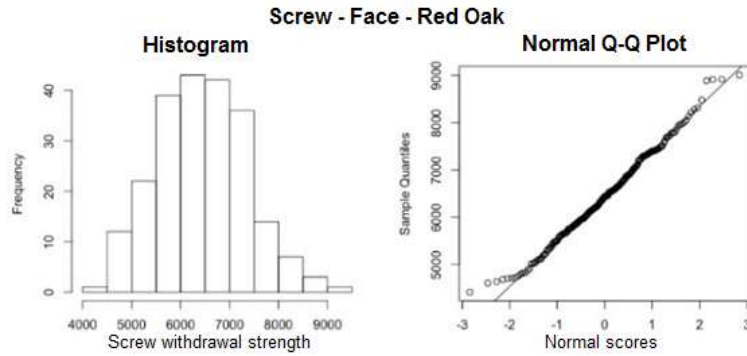 Screw - Face - Red Oak
Histogram
Frequency
0
10
20
30
40
4000 5000 6000 7000 8000 9000
Screw withdrawal strength
Normal Q-Q Plot
Sample Quantiles
5000
6000
7000
8000
9000
-3 -2 -1 0 1 2 3
Normal scores